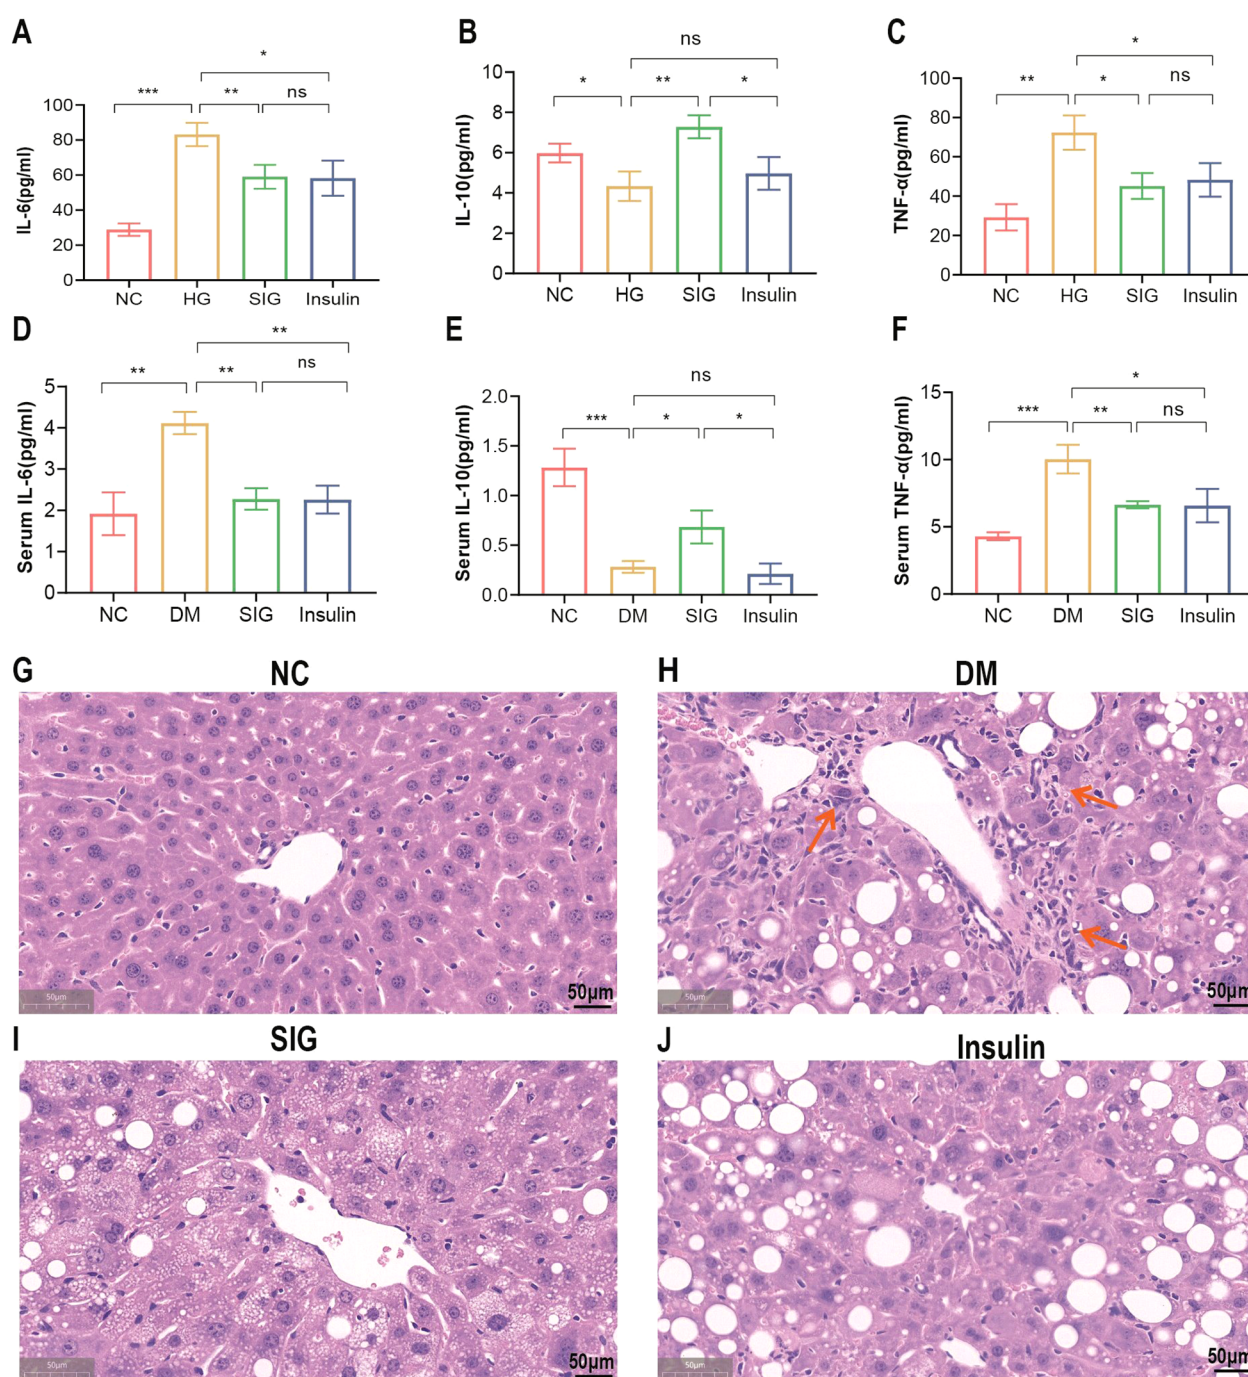 A
*
***
**
ns
IL-6(pg/ml)
100
80
60
40
20
0
NC HG SIG Insulin
B
ns
*
**
*
IL-10(pg/ml)
10
8
6
4
2
0
NC HG SIG Insulin
C
*
**
*
ns
TNF-α(pg/ml)
100
80
60
40
20
0
NC HG SIG Insulin
D
**
**
**
ns
Serum IL-6(pg/ml)
5
4
3
2
1
0
NC DM SIG Insulin
E
ns
***
*
*
Serum IL-10(pg/ml)
2.0
1.5
1.0
0.5
0.0
NC DM SIG Insulin
F
*
***
**
ns
Serum TNF-α(pg/ml)
15
10
5
0
NC DM SIG Insulin
G NC
50μm
50μm
H DM
50μm
50μm
I SIG
50μm
50μm
J Insulin
50μm
50μm